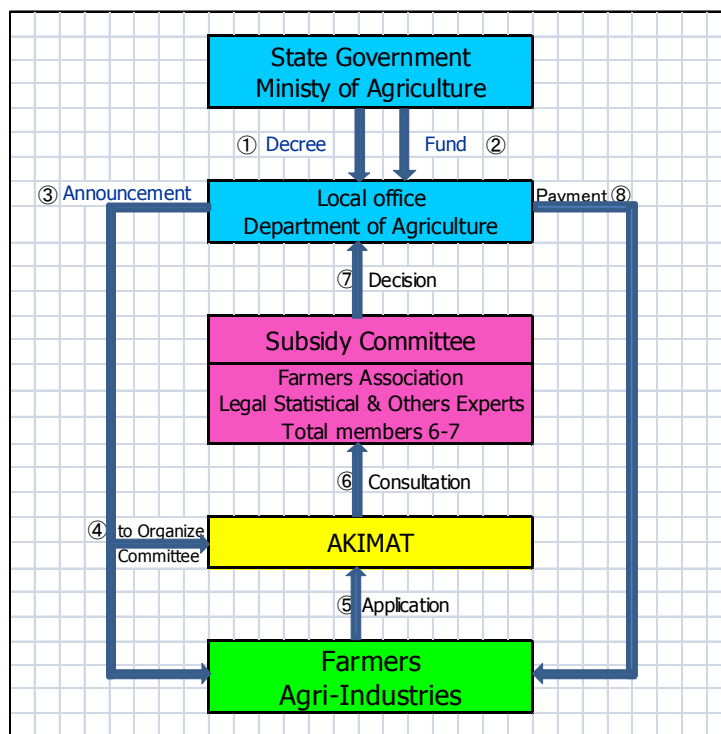 State Government
Ministy of Agriculture
① Decree
Fund ②
③ Announcement
Local office
Department of Agriculture
Payment ⑧
⑦ Decision
Subsidy Committee
Farmers Association
Legal Statistical & Others Experts
Total members 6-7
⑥ Consultation
④ to Organize
Committee
AKIMAT
⑤ Application
Farmers
Agri-Industries